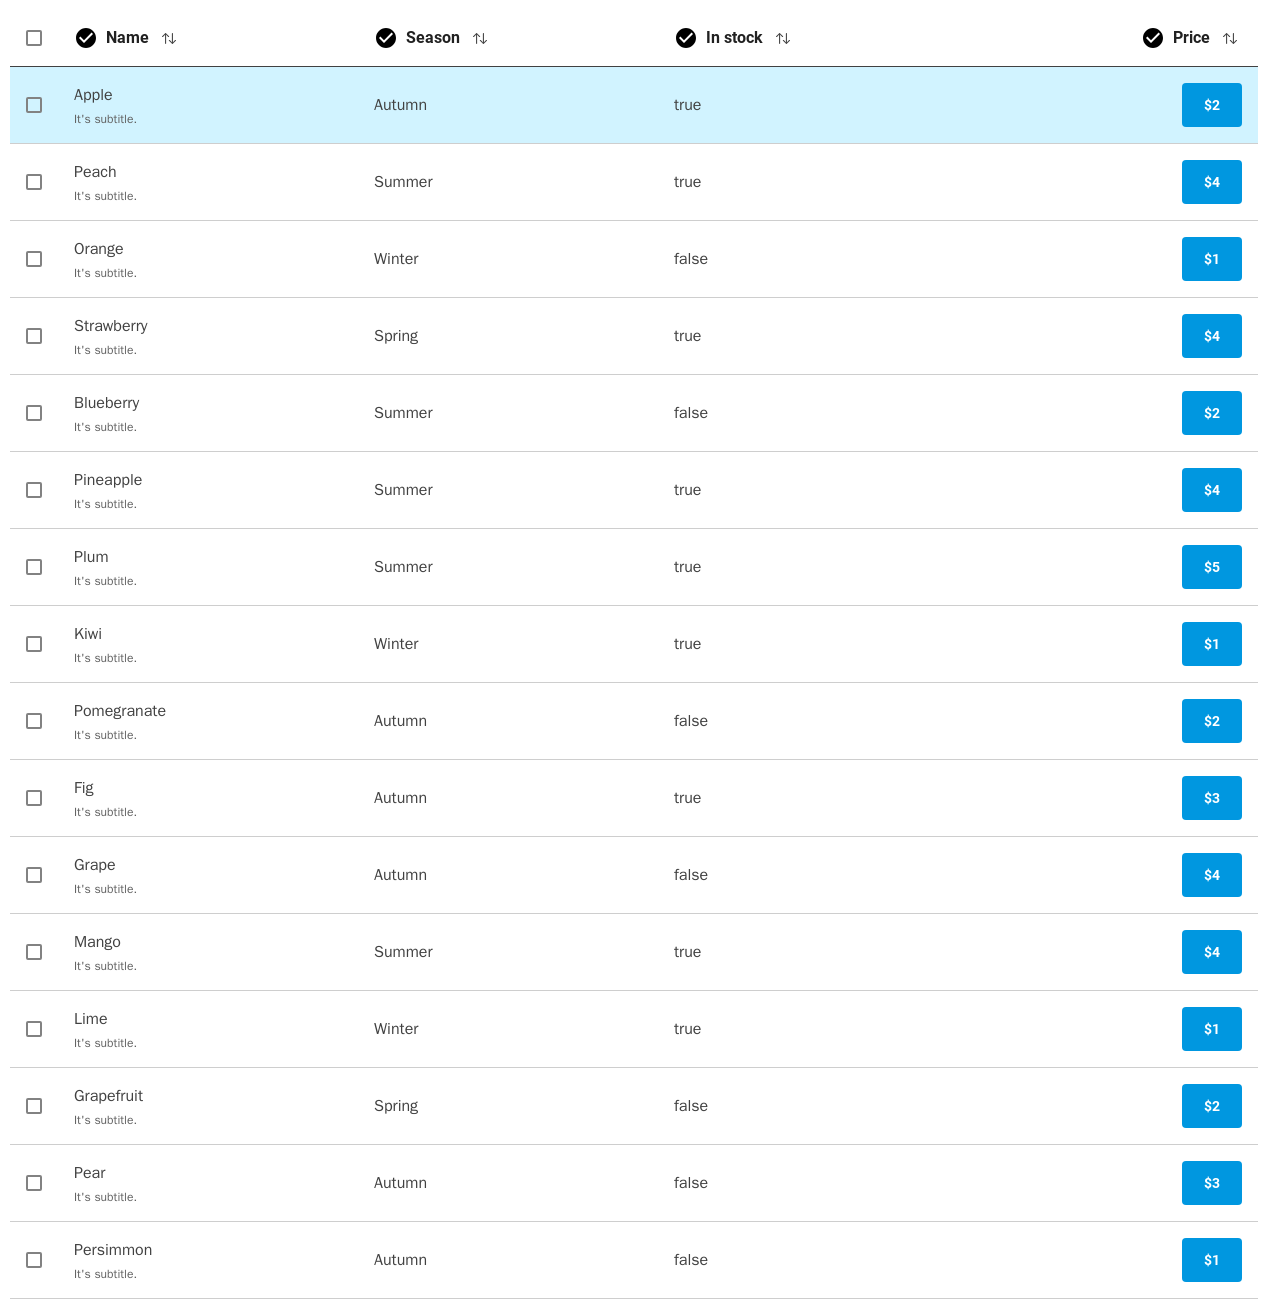 Name Season In stock Price
Apple
It's subtitle.
Autumn true $2
Peach
It's subtitle.
Summer true $4
Orange
It's subtitle.
Winter false $1
Strawberry
It's subtitle.
Spring true $4
Blueberry
It's subtitle.
Summer false $2
Pineapple
It's subtitle.
Summer true $4
Plum
It's subtitle.
Summer true $5
Kiwi
It's subtitle.
Winter true $1
Pomegranate
It's subtitle.
Autumn false $2
Fig
It's subtitle.
Autumn true $3
Grape
It's subtitle.
Autumn false $4
Mango
It's subtitle.
Summer true $4
Lime
It's subtitle.
Winter true $1
Grapefruit
It's subtitle.
Spring false $2
Pear
It's subtitle.
Autumn false $3
Persimmon
It's subtitle.
Autumn false $1